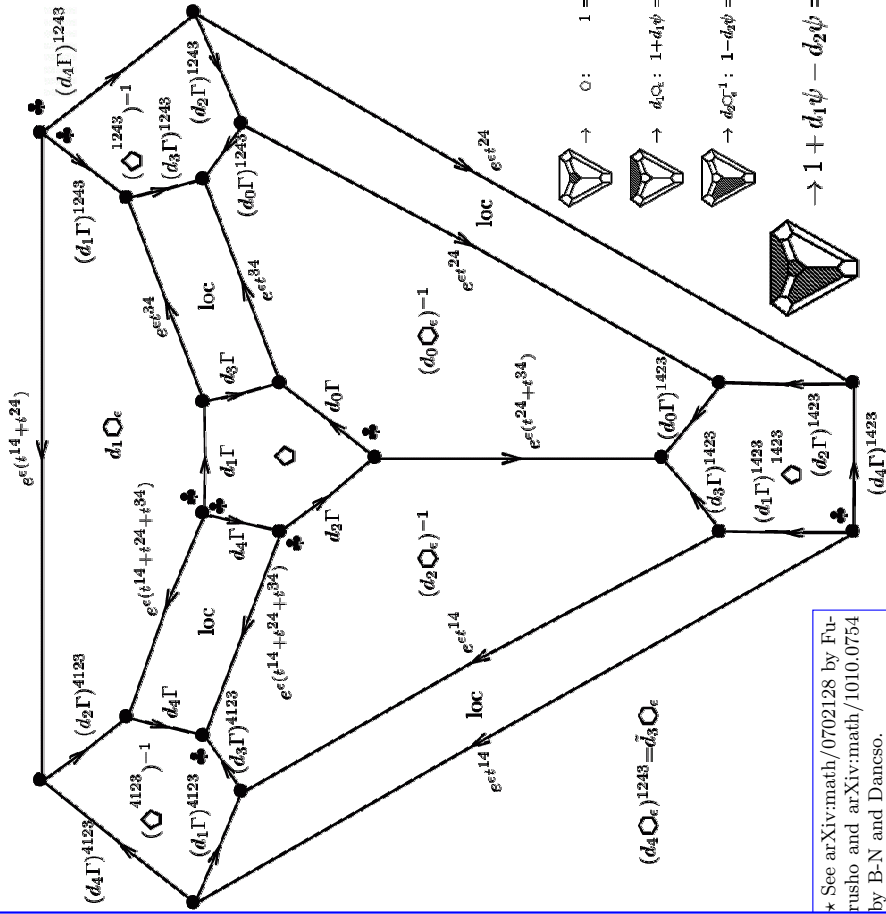 e^{ϵ(t^{14}+t^{24})}
(d_4Γ)^{1243}
♣
♣
(⬠^{1243})^{-1}
(d_1Γ)^{1243}
(d_3Γ)^{1243}
(d_2Γ)^{1243}
(d_0Γ)^{1243}
d_1⬡_ϵ
e^{ϵt^{34}}
loc
e^{ϵt^{34}}
e^{ϵ(t^{14}+t^{24}+t^{34})}
♣
♣
d_1Γ
d_3Γ
d_4Γ
⬠
d_0Γ
♣
d_2Γ
♣
loc
e^{ϵ(t^{14}+t^{24}+t^{34})}
(d_2Γ)^{4123}
d_4Γ
(d_4Γ)^{4123}
(⬠^{4123})^{-1}
♣
(d_1Γ)^{4123}
(d_3Γ)^{4123}
(d_0⬡_ϵ)^{-1}
(d_2⬡_ϵ)^{-1}
e^{ϵt^{24}}
loc
e^{ϵt^{24}}
e^{ϵ(t^{24}+t^{34})}
e^{ϵt^{14}}
loc
e^{ϵt^{14}}
(d_4⬡_ϵ)^{1243}=d̃_3⬡_ϵ
(d_0Γ)^{1423}
(d_3Γ)^{1423}
(d_1Γ)^{1423}
⬠^{1423}
(d_2Γ)^{1423}
♣
(d_4Γ)^{1423}
→ ⬠: 1 =
→ d_1⬡_ϵ: 1+d_1ψ =
→ d_2⬡_ϵ^{-1}: 1−d_2ψ =
→ 1 + d_1ψ − d_2ψ =
⋆ See arXiv:math/0702128 by Fu-
rusho and arXiv:math/1010.0754
by B-N and Dancso.